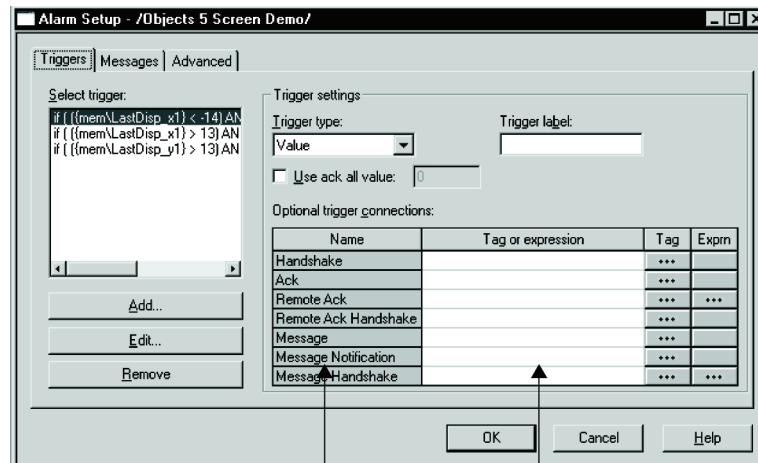 Alarm Setup - /Objects 5 Screen Demo/
Triggers Messages Advanced
Select trigger:
if ( ({mem\LastDisp_x1} < -14) AN
if ( ({mem\LastDisp_x1} > 13) AN
if ( ({mem\LastDisp_y1} > 13) AN
Add...
Edit...
Remove
Trigger settings
Trigger type:
Value
Trigger label:
Use ack all value: 0
Optional trigger connections:
Name Tag or expression Tag Exprn
Handshake ...
Ack ...
Remote Ack ... ...
Remote Ack Handshake ...
Message ...
Message Notification ...
Message Handshake ... ...
OK Cancel Help